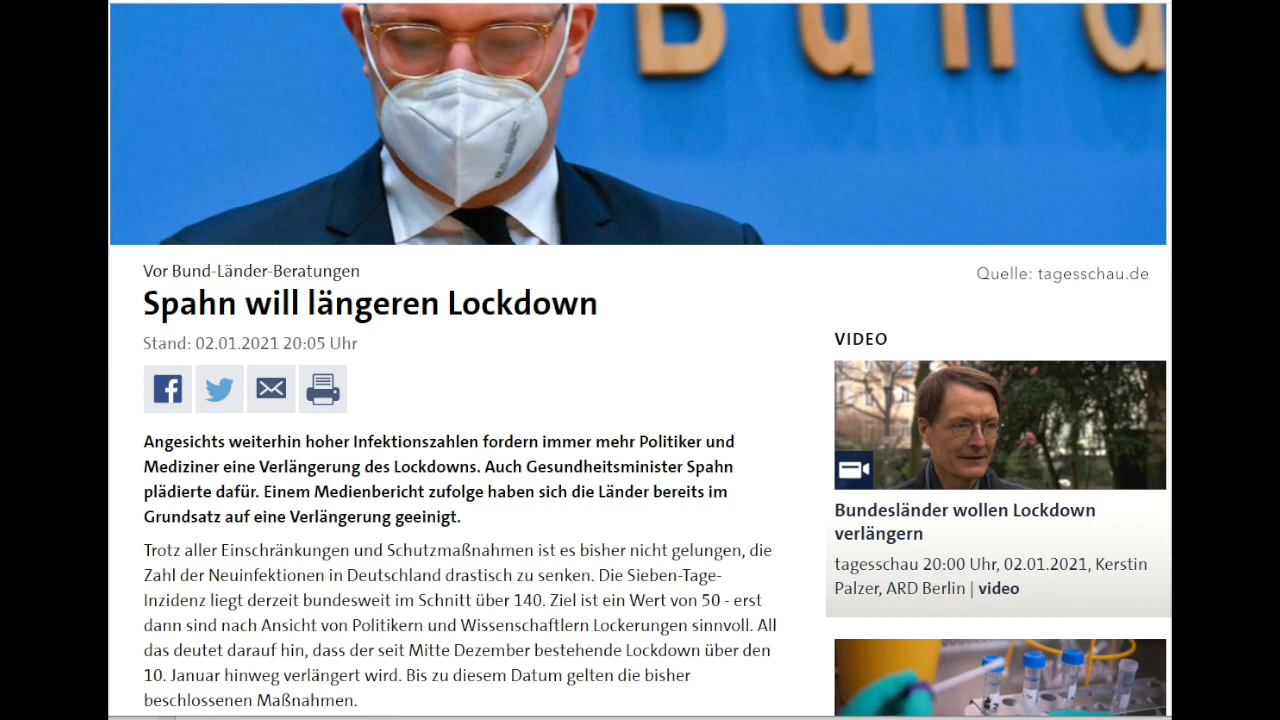 Bund
Vor Bund-Länder-Beratungen
Quelle: tagesschau.de
Spahn will längeren Lockdown
Stand: 02.01.2021 20:05 Uhr
Angesichts weiterhin hoher Infektionszahlen fordern immer mehr Politiker und
Mediziner eine Verlängerung des Lockdowns. Auch Gesundheitsminister Spahn
plädierte dafür. Einem Medienbericht zufolge haben sich die Länder bereits im
Grundsatz auf eine Verlängerung geeinigt.
Trotz aller Einschränkungen und Schutzmaßnahmen ist es bisher nicht gelungen, die
Zahl der Neuinfektionen in Deutschland drastisch zu senken. Die Sieben-Tage-
Inzidenz liegt derzeit bundesweit im Schnitt über 140. Ziel ist ein Wert von 50 - erst
dann sind nach Ansicht von Politikern und Wissenschaftlern Lockerungen sinnvoll. All
das deutet darauf hin, dass der seit Mitte Dezember bestehende Lockdown über den
10. Januar hinweg verlängert wird. Bis zu diesem Datum gelten die bisher
beschlossenen Maßnahmen.
VIDEO
Bundesländer wollen Lockdown
verlängern
tagesschau 20:00 Uhr, 02.01.2021, Kerstin
Palzer, ARD Berlin | video